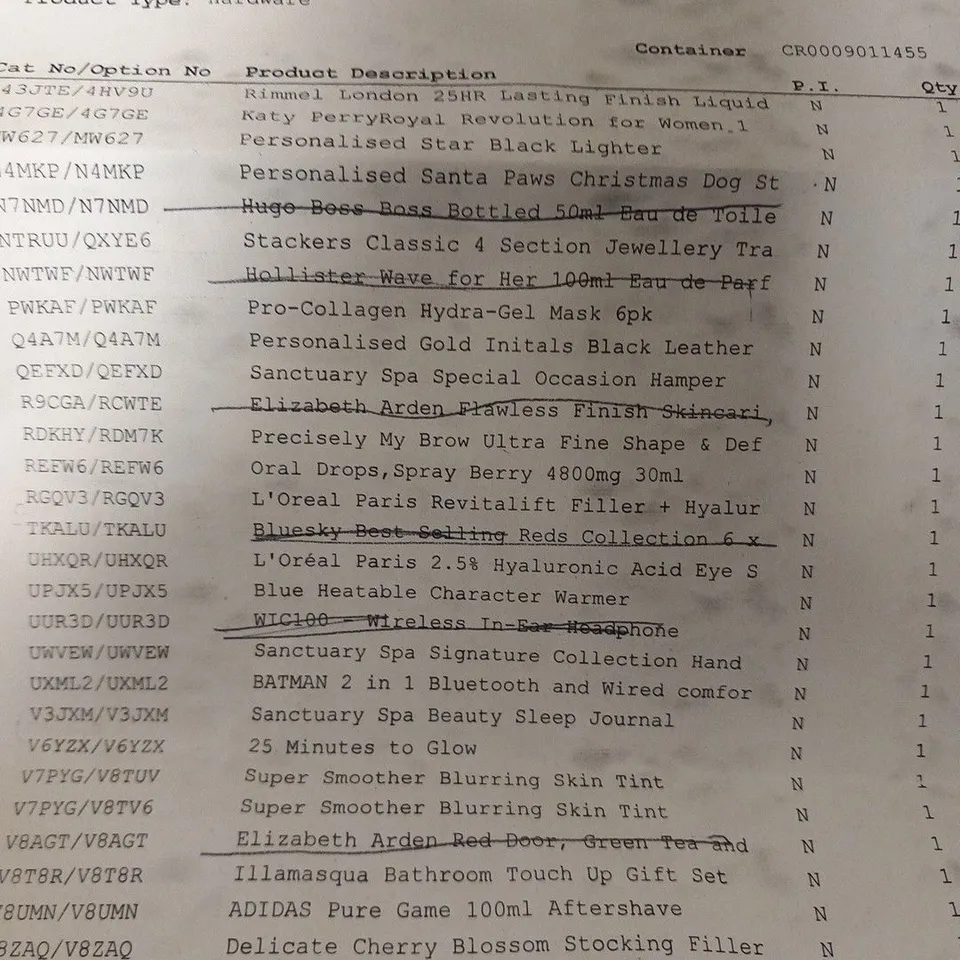 Product Type: Hardware
Container CR0009011455
Cat No/Option No Product Description P.I. Qty
43JTE/4HV9U Rimmel London 25HR Lasting Finish Liquid N 1
4G7GE/4G7GE Katy PerryRoyal Revolution for Women 1 N 1
W627/MW627 Personalised Star Black Lighter N 1
4MKP/N4MKP Personalised Santa Paws Christmas Dog St N 1
N7NMD/N7NMD Hugo Boss Boss Bottled 50ml Eau de Toile N 1
NTRUU/QXYE6 Stackers Classic 4 Section Jewellery Tra N 1
NWTWF/NWTWF Hollister Wave for Her 100ml Eau de Parf N 1
PWKAF/PWKAF Pro-Collagen Hydra-Gel Mask 6pk N 1
Q4A7M/Q4A7M Personalised Gold Initals Black Leather N 1
QEFXD/QEFXD Sanctuary Spa Special Occasion Hamper N 1
R9CGA/RCWTE Elizabeth Arden Flawless Finish Skincari N 1
RDKHY/RDM7K Precisely My Brow Ultra Fine Shape & Def N 1
REFW6/REFW6 Oral Drops,Spray Berry 4800mg 30ml N 1
RGQV3/RGQV3 L'Oreal Paris Revitalift Filler + Hyalur N 1
TKALU/TKALU Bluesky Best Selling Reds Collection 6 x N 1
UHXQR/UHXQR L'Oréal Paris 2.5% Hyaluronic Acid Eye S N 1
UPJX5/UPJX5 Blue Heatable Character Warmer N 1
UUR3D/UUR3D WIC100 - Wireless In-Ear Headphone N 1
UWVEW/UWVEW Sanctuary Spa Signature Collection Hand N 1
UXML2/UXML2 BATMAN 2 in 1 Bluetooth and Wired comfor N 1
V3JXM/V3JXM Sanctuary Spa Beauty Sleep Journal N 1
V6YZX/V6YZX 25 Minutes to Glow N 1
V7PYG/V8TUV Super Smoother Blurring Skin Tint N 1
V7PYG/V8TV6 Super Smoother Blurring Skin Tint N 1
V8AGT/V8AGT Elizabeth Arden Red Door, Green Tea and N 1
V8T8R/V8T8R Illamasqua Bathroom Touch Up Gift Set N 1
V8UMN/V8UMN ADIDAS Pure Game 100ml Aftershave N 1
8ZAQ/V8ZAQ Delicate Cherry Blossom Stocking Filler N